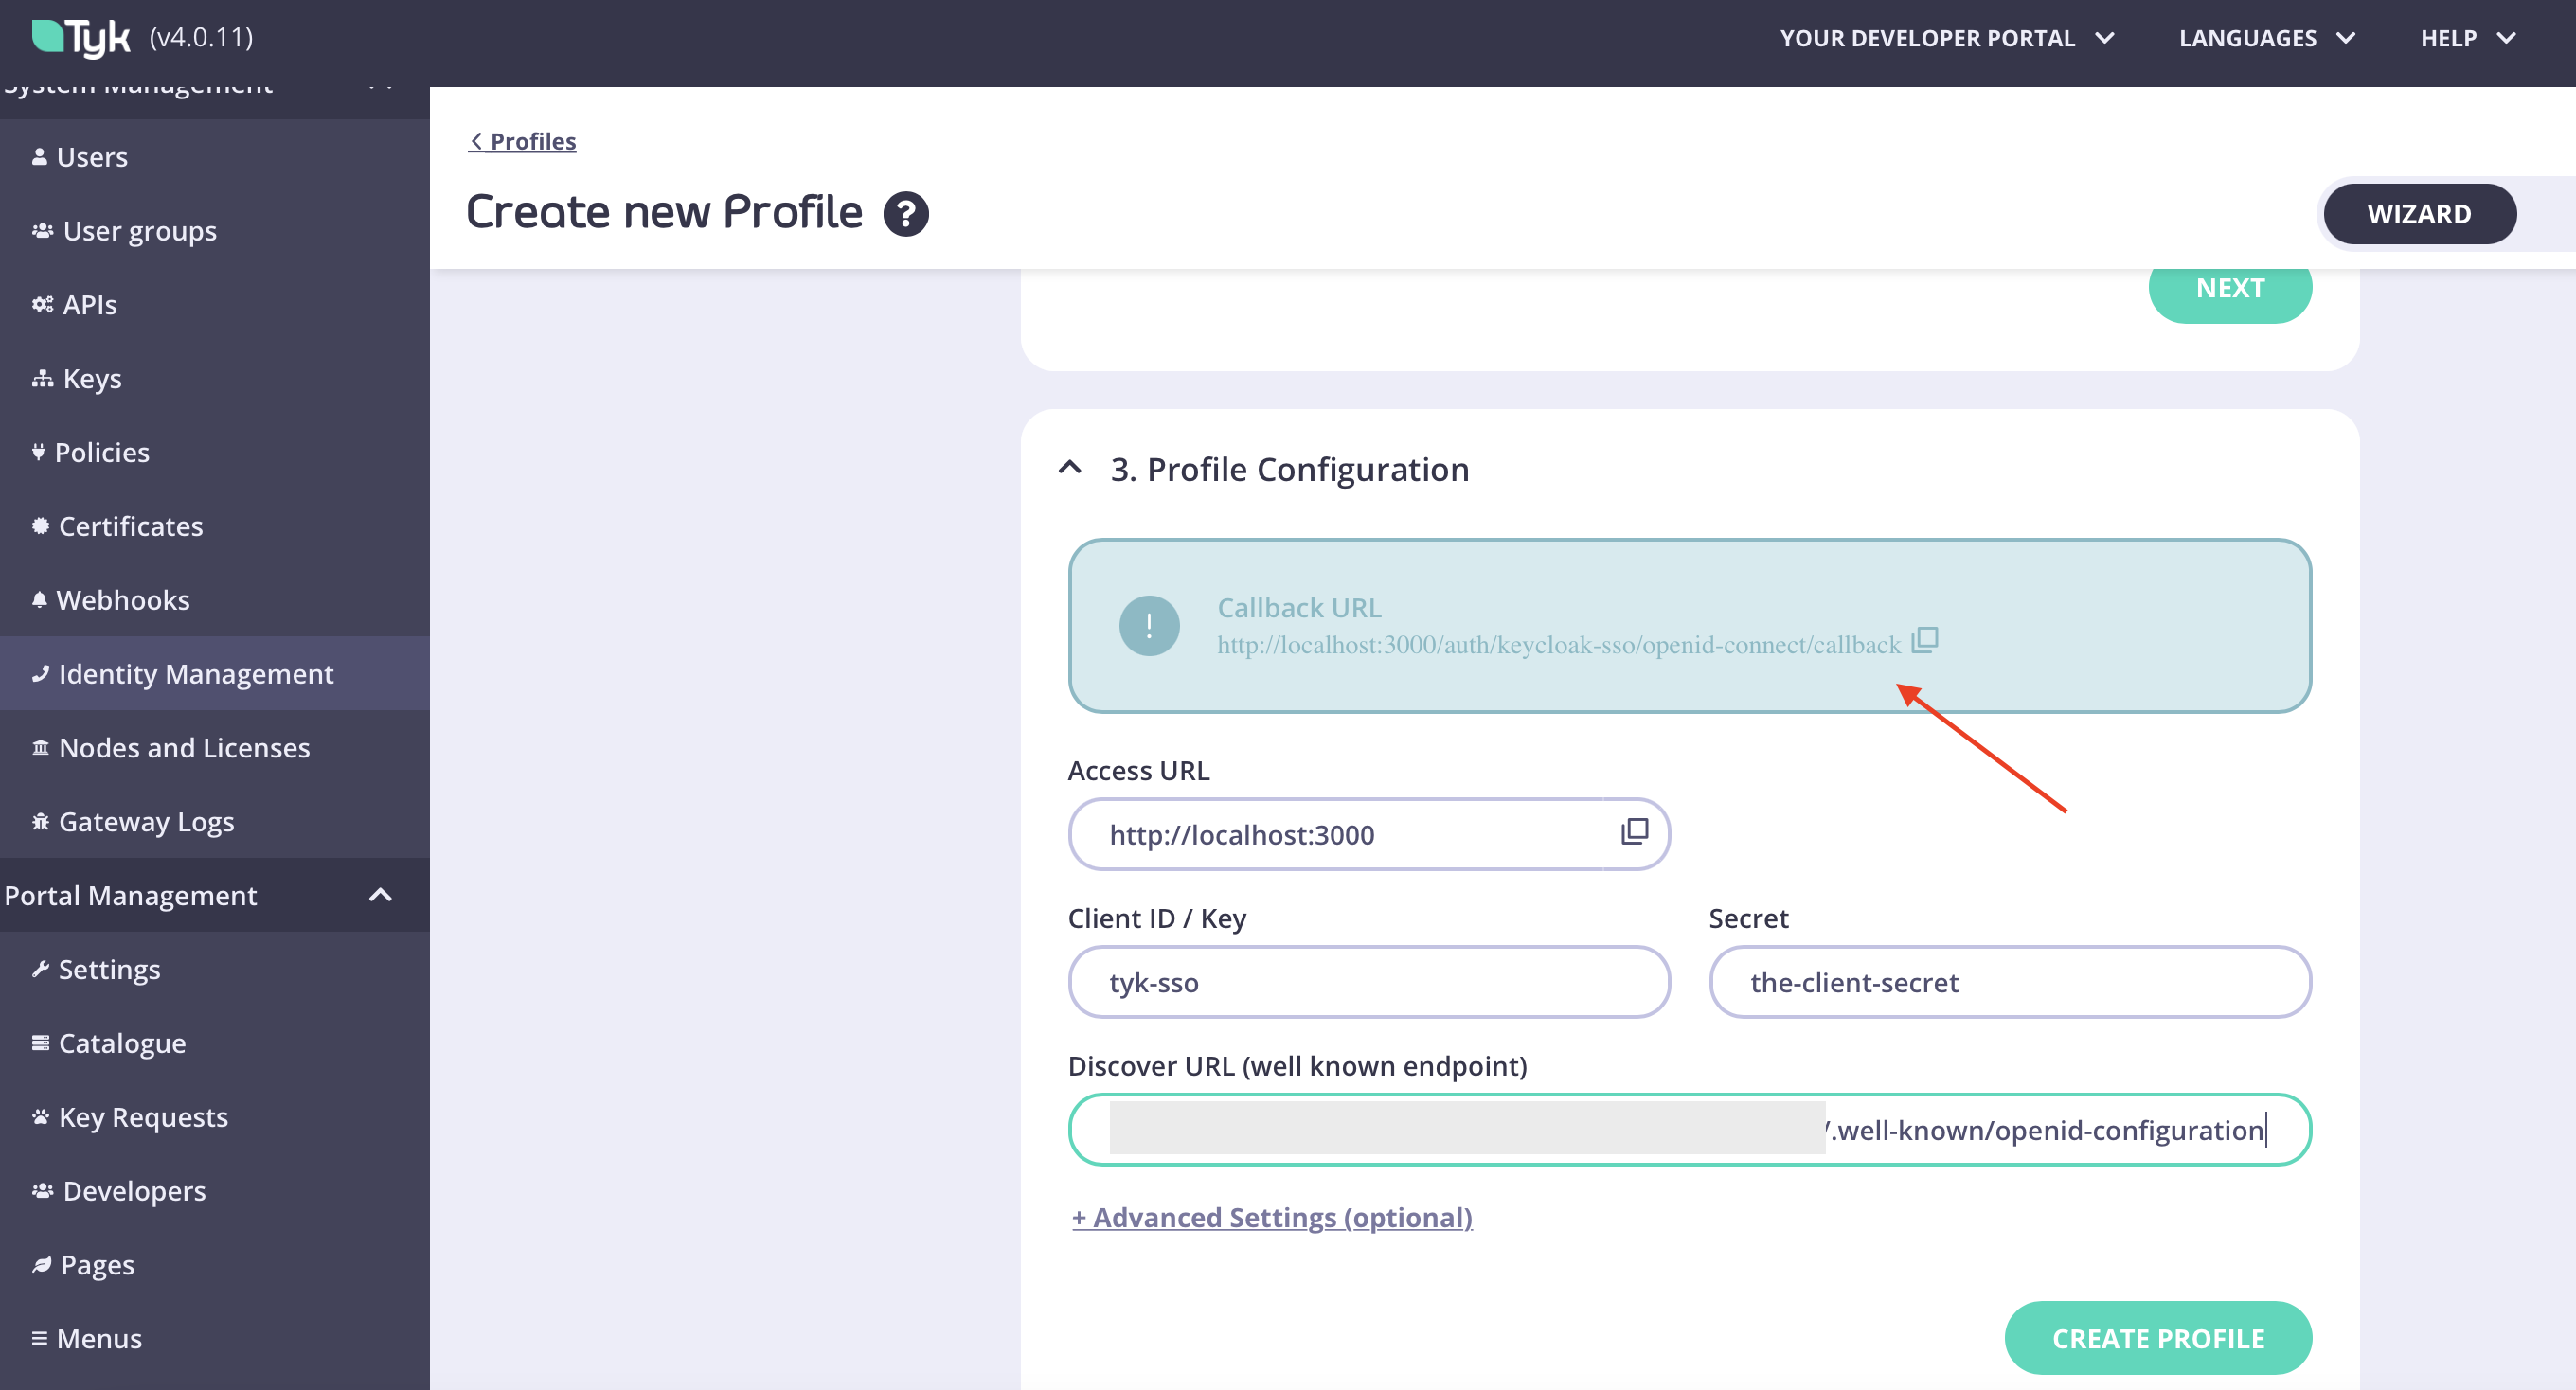 Tyk (v4.0.11)
YOUR DEVELOPER PORTAL
LANGUAGES
HELP
System Management
Users
User groups
APIs
Keys
Policies
Certificates
Webhooks
Identity Management
Nodes and Licenses
Gateway Logs
Portal Management
Settings
Catalogue
Key Requests
Developers
Pages
Menus
< Profiles
Create new Profile ?
WIZARD
NEXT
3. Profile Configuration
!
Callback URL
http://localhost:3000/auth/keycloak-sso/openid-connect/callback
Access URL
http://localhost:3000
Client ID / Key
Secret
tyk-sso
the-client-secret
Discover URL (well known endpoint)
/.well-known/openid-configuration
+ Advanced Settings (optional)
CREATE PROFILE